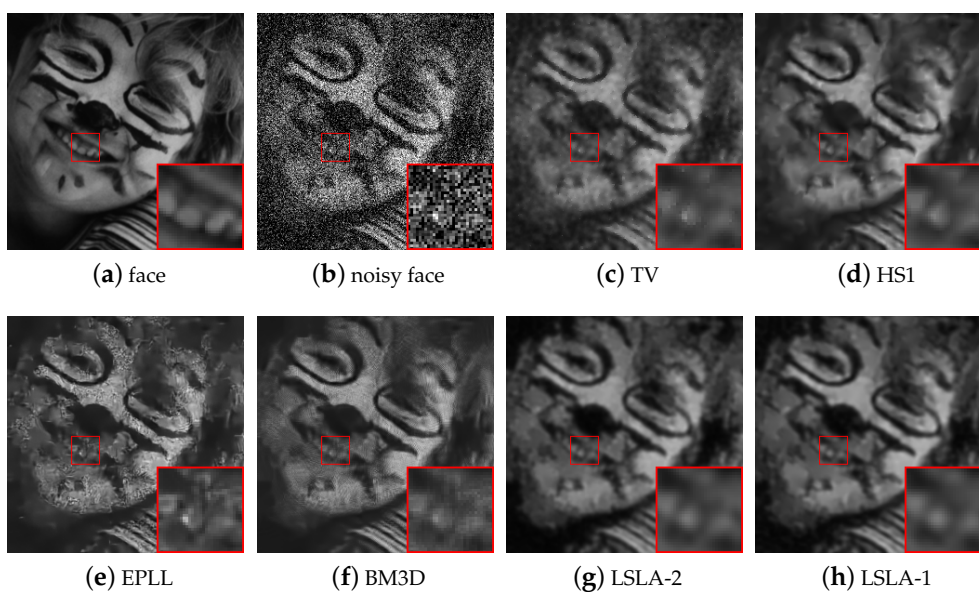 (a) face
(b) noisy face
(c) TV
(d) HS1
(e) EPLL
(f) BM3D
(g) LSLA-2
(h) LSLA-1